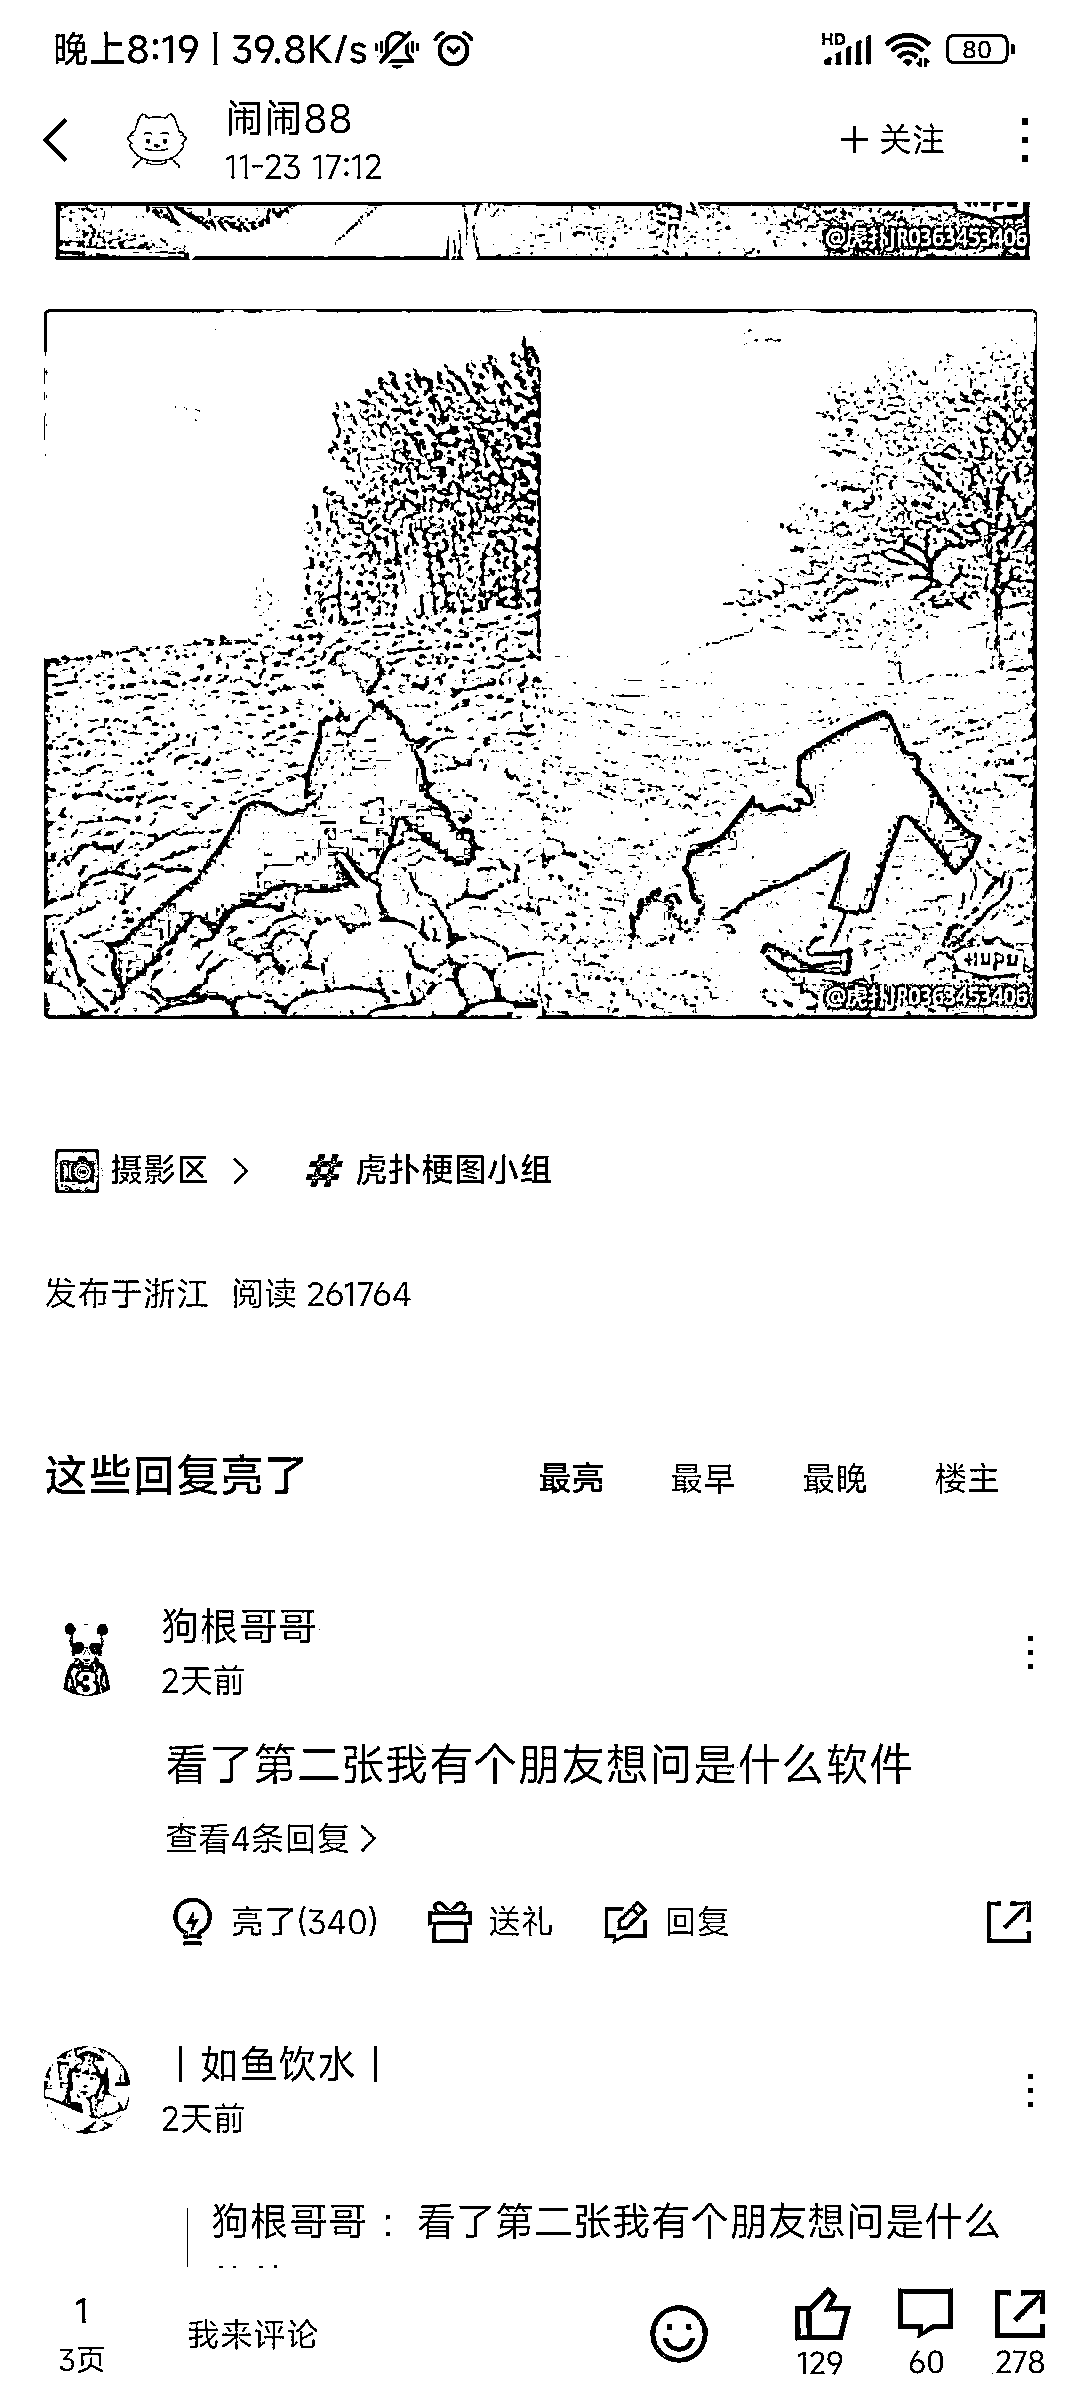 晚上8:19 | 39.8K/s
HD
80
闹闹88
11-23 17:12
+ 关注
@虎扑JR0363453406
Hupu
@虎扑JR0363453406
摄影区 >
# 虎扑梗图小组
发布于浙江 阅读 261764
这些回复亮了
最亮 最早 最晚 楼主
狗根哥哥
2天前
看了第二张我有个朋友想问是什么软件
查看4条回复 >
亮了(340) 送礼 回复
丨如鱼饮水丨
2天前
狗根哥哥 : 看了第二张我有个朋友想问是什么
1
3页
我来评论
129
60
278